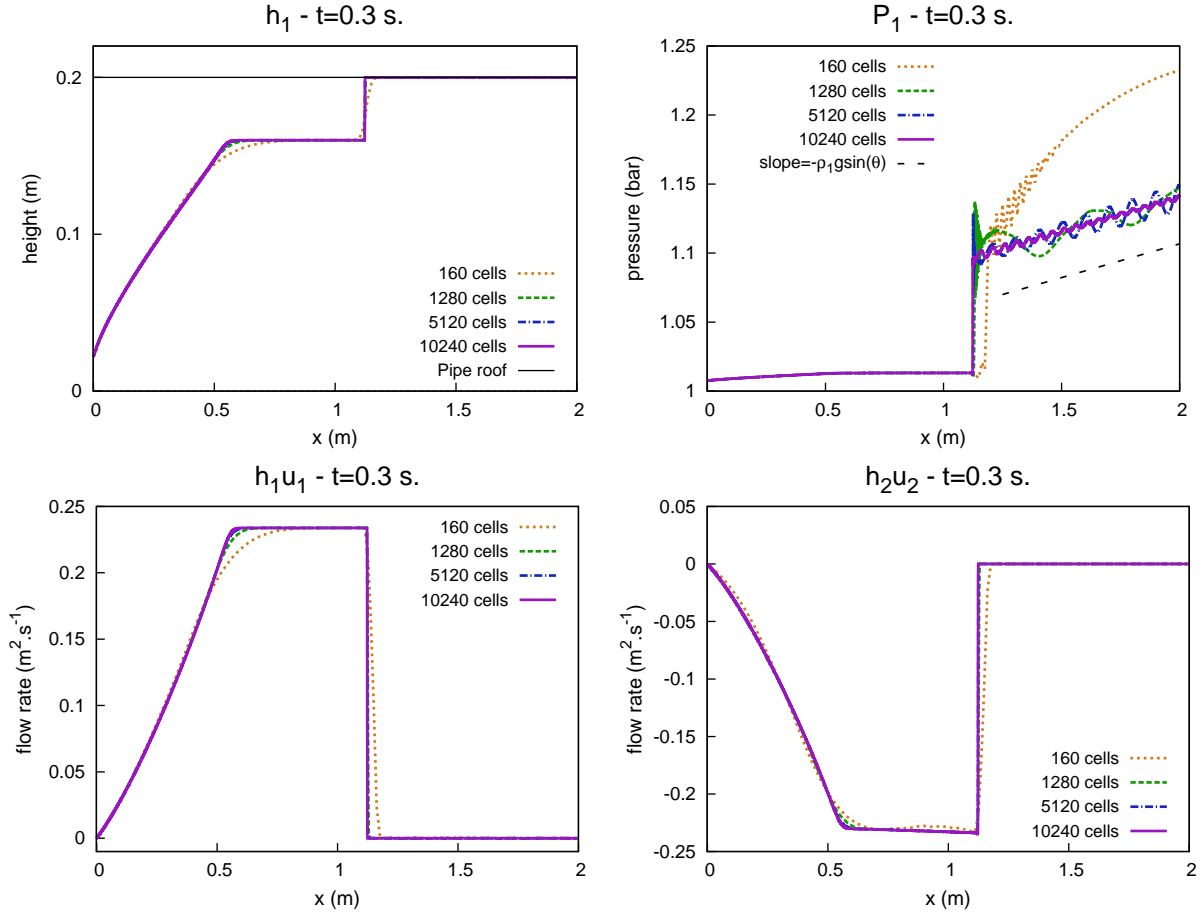 h₁ - t=0.3 s.
height (m)
0.2
0.1
0
160 cells
1280 cells
5120 cells
10240 cells
Pipe roof
0 0.5 1 1.5 2
x (m)
P₁ - t=0.3 s.
pressure (bar)
1.25
1.2
1.15
1.1
1.05
1
160 cells
1280 cells
5120 cells
10240 cells
slope=-ρ₁gsin(θ)
0 0.5 1 1.5 2
x (m)
h₁u₁ - t=0.3 s.
flow rate (m².s⁻¹)
0.25
0.2
0.15
0.1
0.05
0
160 cells
1280 cells
5120 cells
10240 cells
0 0.5 1 1.5 2
x (m)
h₂u₂ - t=0.3 s.
flow rate (m².s⁻¹)
0.05
0
-0.05
-0.1
-0.15
-0.2
-0.25
160 cells
1280 cells
5120 cells
10240 cells
0 0.5 1 1.5 2
x (m)